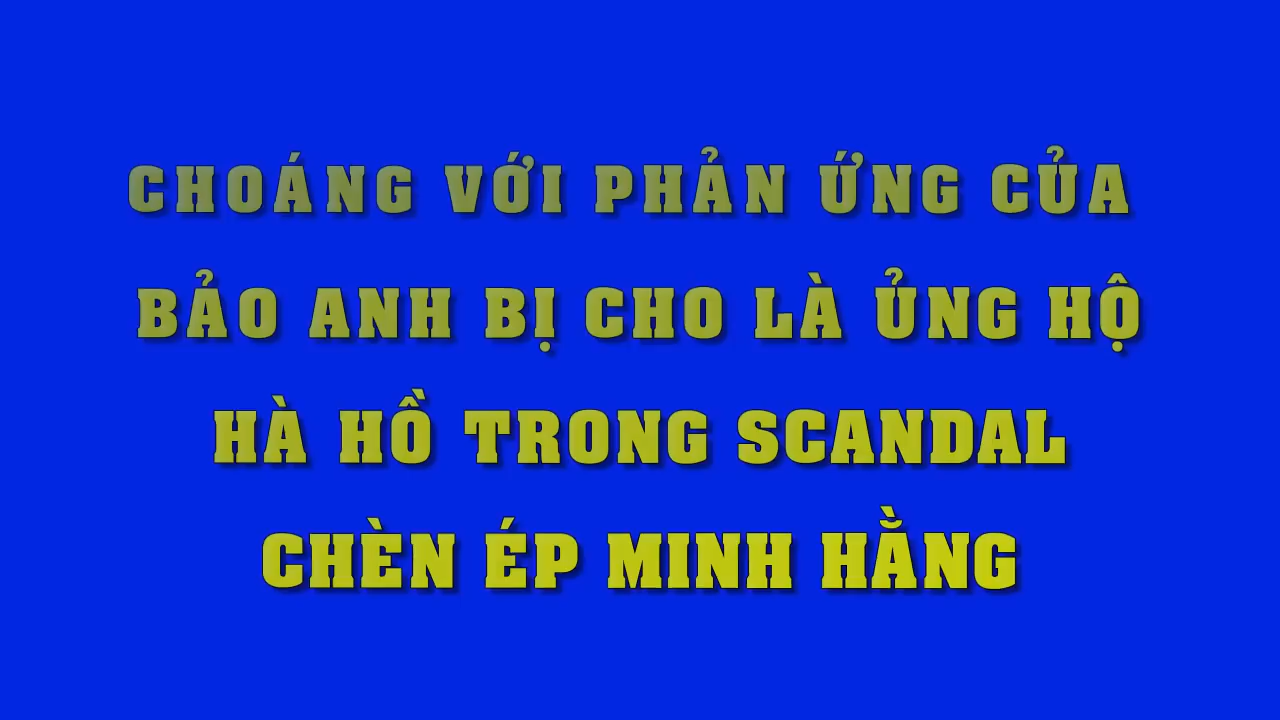 CHOÁNG VỚI PHẢN ỨNG CỦA
BẢO ANH BỊ CHO LÀ ỦNG HỘ
HÀ HỒ TRONG SCANDAL
CHÈN ÉP MINH HẰNG